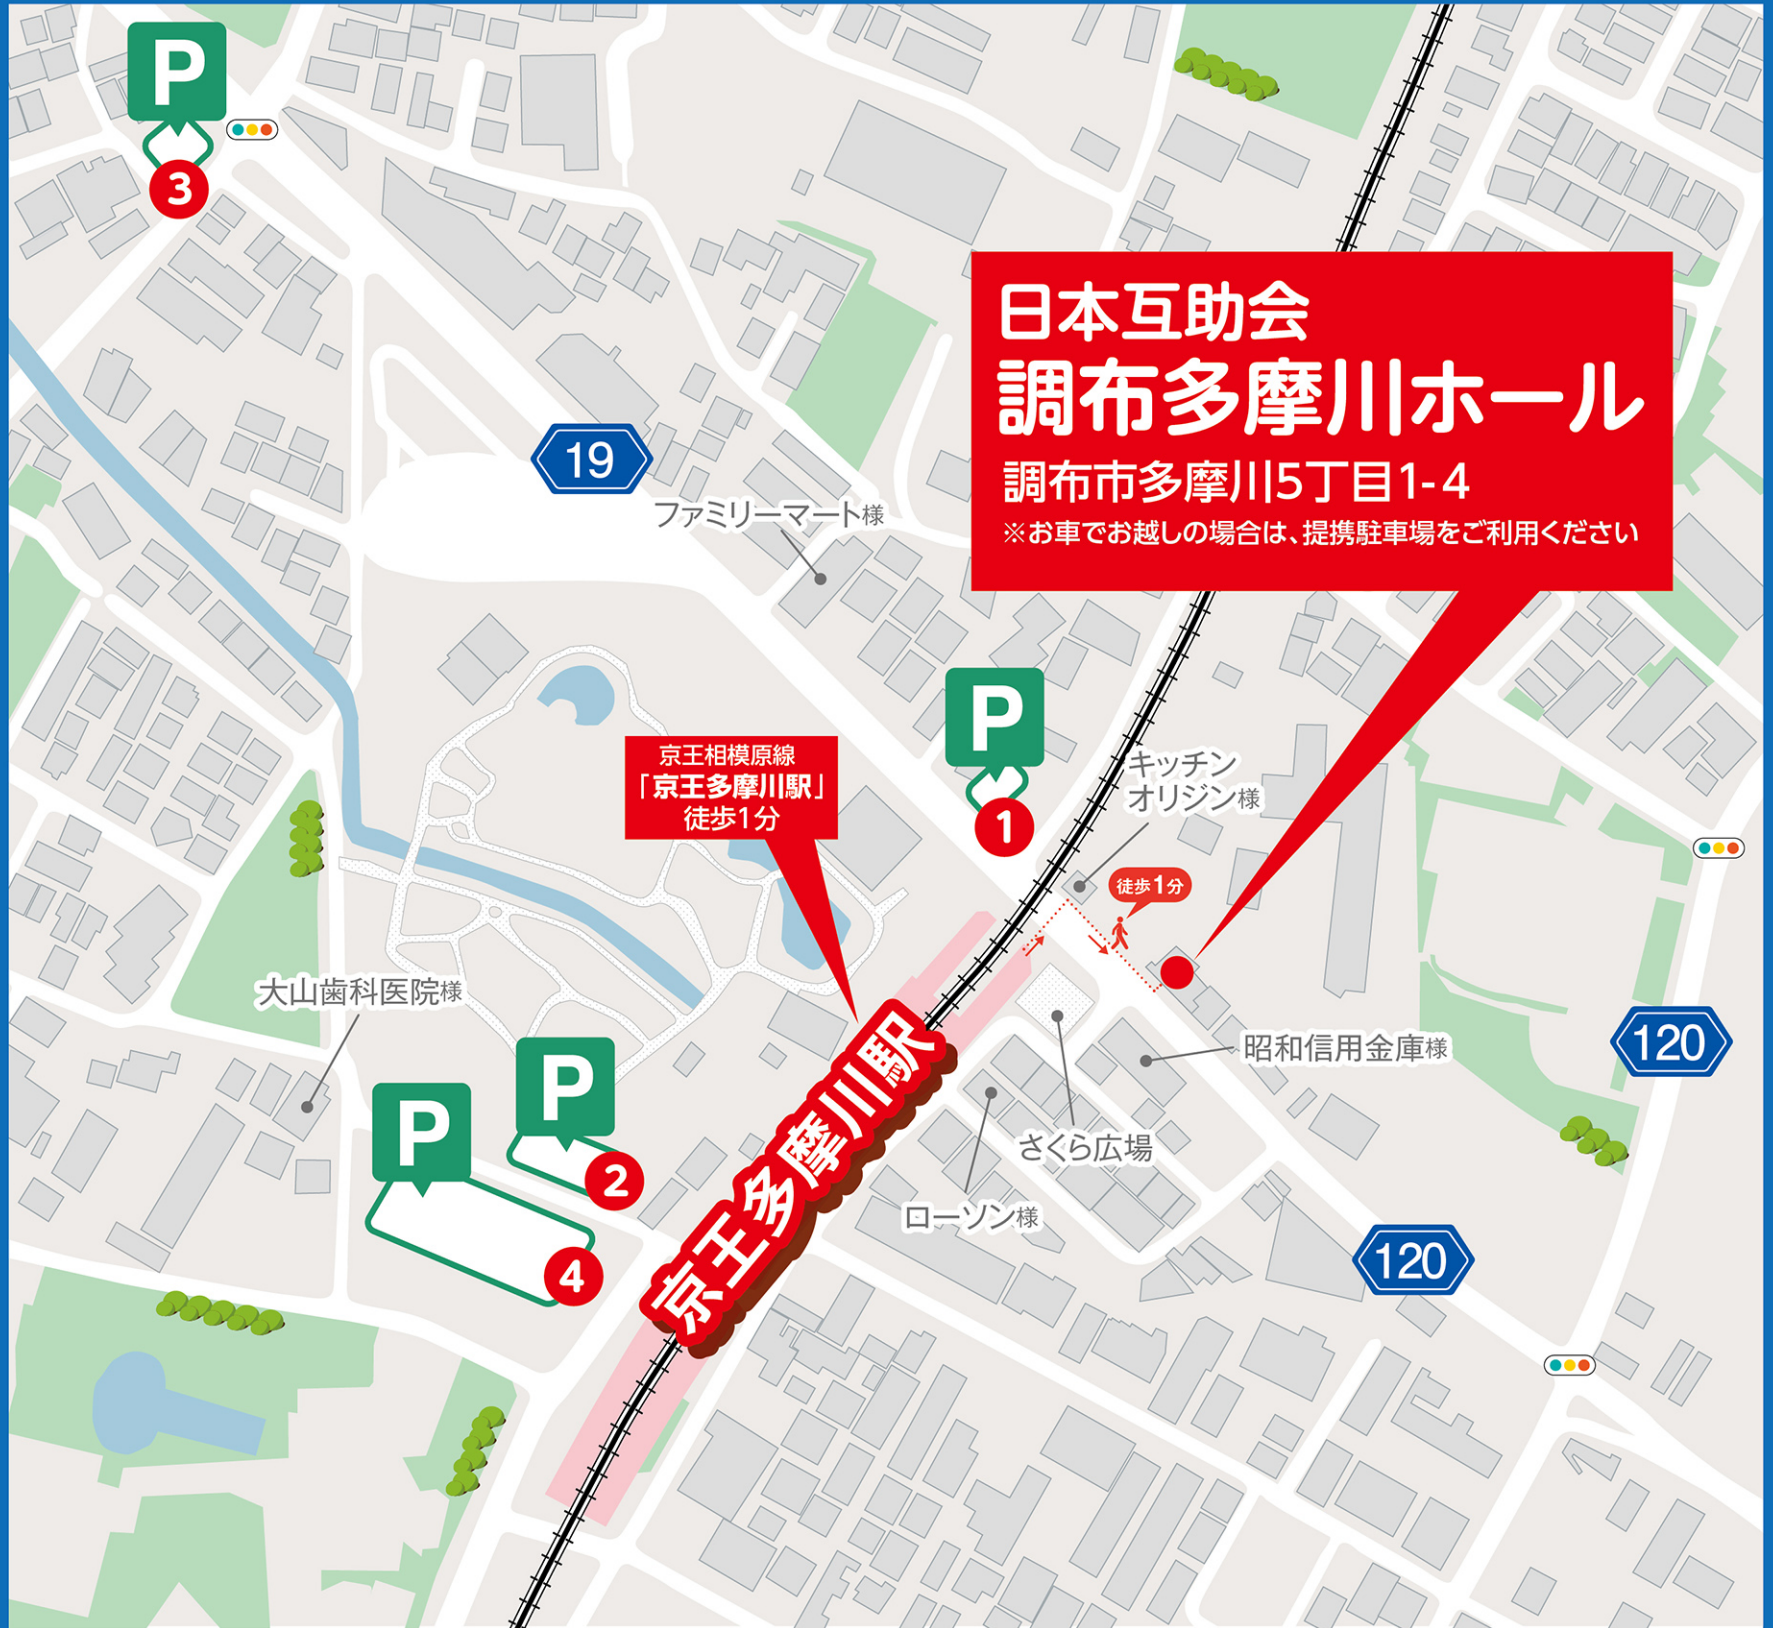 P
3
日本互助会
調布多摩川ホール
調布市多摩川5丁目1-4
※お車でお越しの場合は、提携駐車場をご利用ください
19
ファミリーマート様
P
1
京王相模原線
「京王多摩川駅」
徒歩1分
キッチン
オリジン様
徒歩1分
大山歯科医院様
120
昭和信用金庫様
P
2
P
4
京王多摩川駅
さくら広場
ローソン様
120